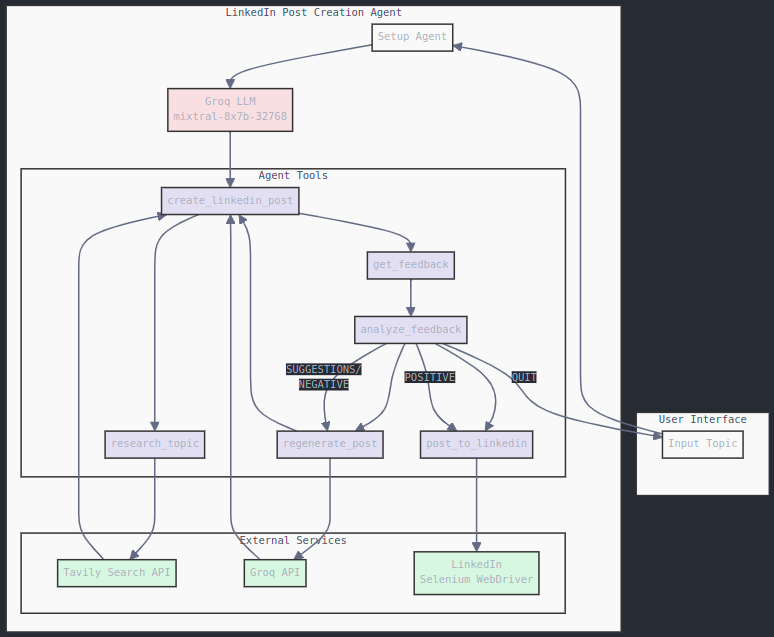 LinkedIn Post Creation Agent
Setup Agent
Groq LLM
mixtral-8x7b-32768
Agent Tools
create_linkedin_post
get_feedback
analyze_feedback
SUGGESTIONS/
NEGATIVE
POSITIVE
QUIT
research_topic
regenerate_post
post_to_linkedin
User Interface
Input Topic
External Services
Tavily Search API
Groq API
LinkedIn
Selenium WebDriver